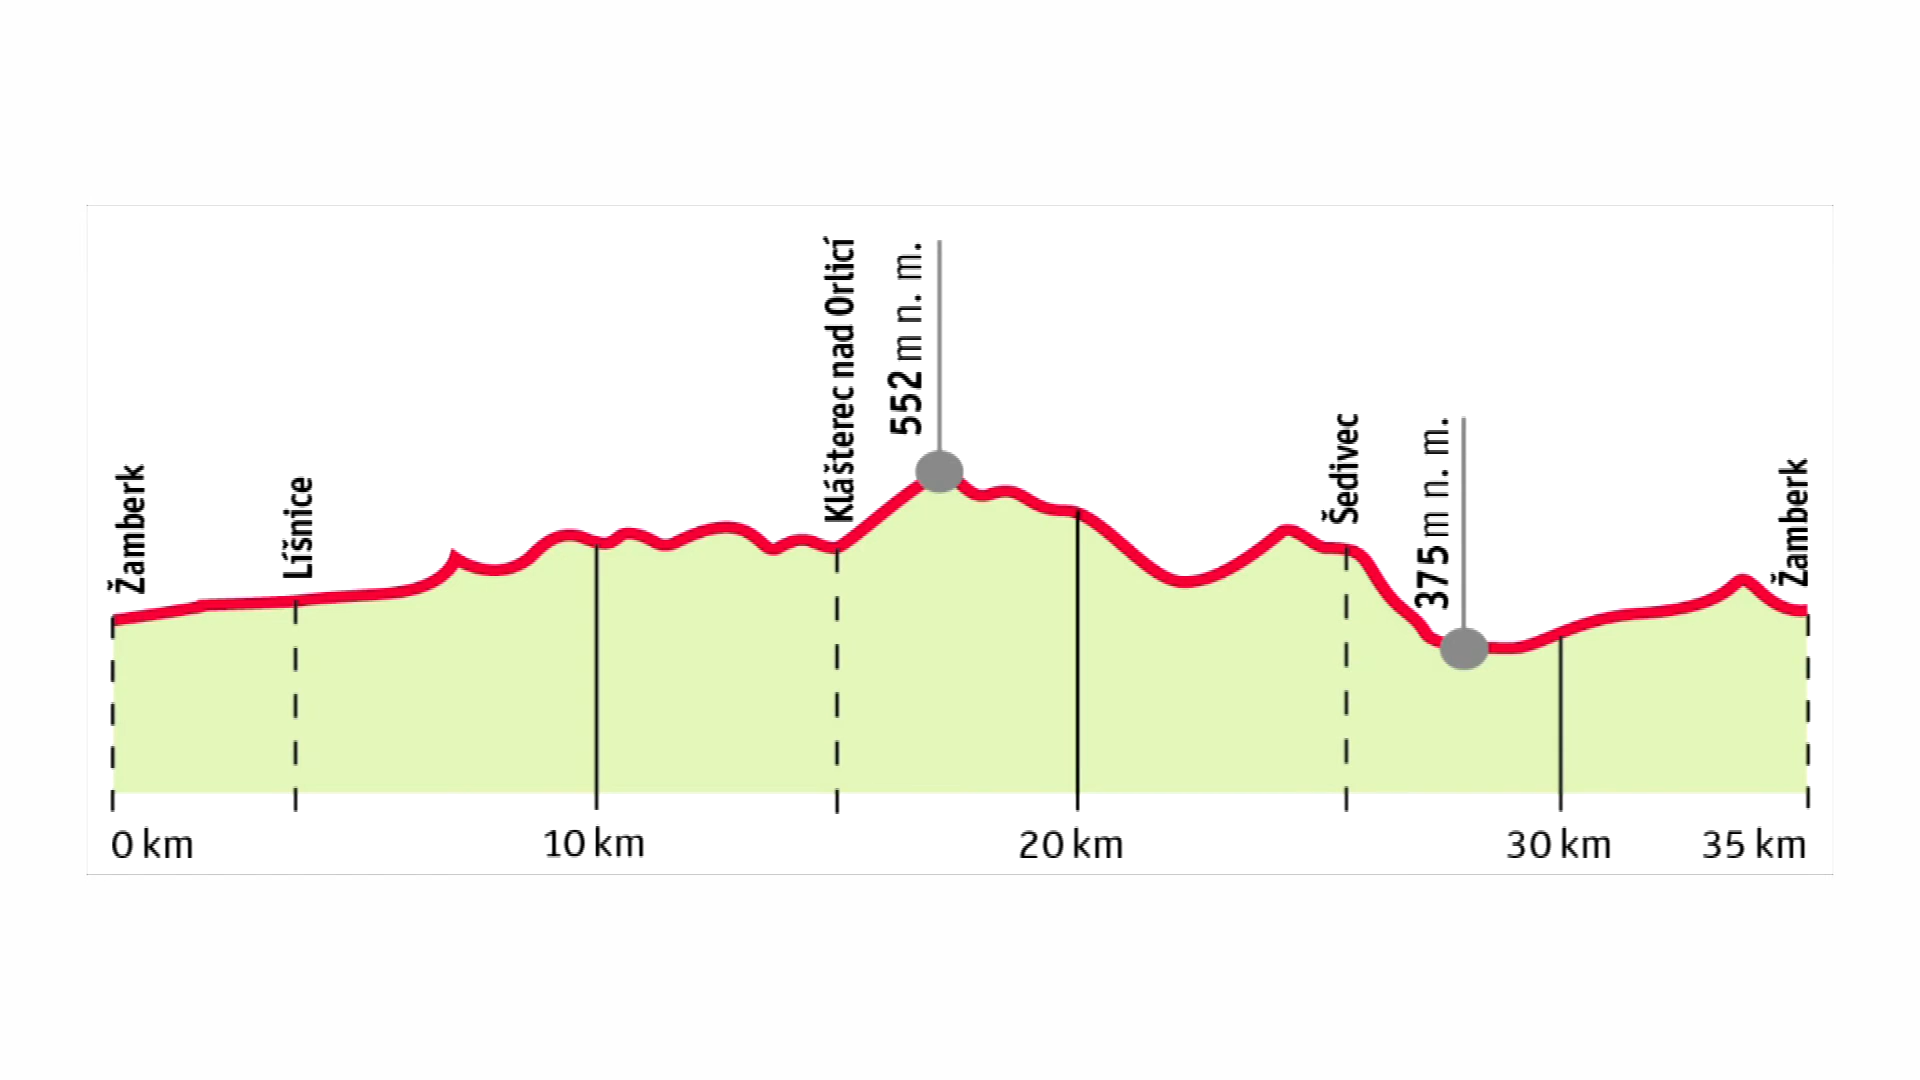 Žamberk
Líšnice
Klášterec nad Orlicí
552 m n. m.
Šedivec
375 m n. m.
Žamberk
0 km
10 km
20 km
30 km
35 km